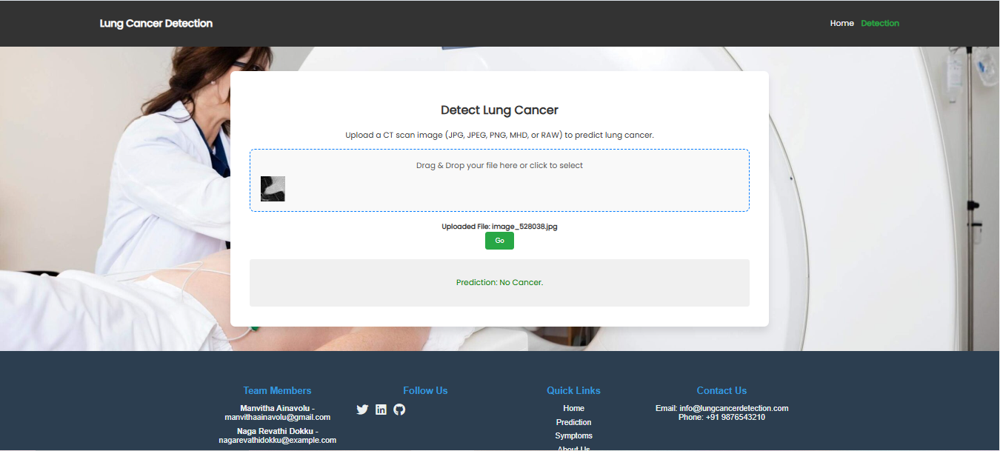 Lung Cancer Detection
Home Detection
Detect Lung Cancer
Upload a CT scan image (JPG, JPEG, PNG, MHD, or RAW) to predict lung cancer.
Drag & Drop your file here or click to select
Uploaded File: image_528038.jpg
Go
Prediction: No Cancer.
Team Members
Manvitha Ainavolu -
manvithaainavolu@gmail.com
Naga Revathi Dokku -
nagarevathidokku@example.com
Follow Us
Quick Links
Home
Prediction
Symptoms
About Us
Contact Us
Email: info@lungcancerdetection.com
Phone: +91 9876543210